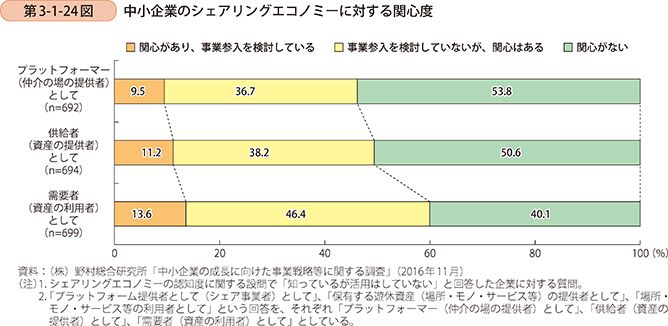 第3-1-24図 中小企業のシェアリングエコノミーに対する関心度
関心があり、事業参入を検討している 事業参入を検討していないが、関心はある 関心がない
プラットフォーマー
（仲介の場の提供者）
として
（n=692）
9.5 36.7 53.8
供給者
（資産の提供者）
として
（n=694）
11.2 38.2 50.6
需要者
（資産の利用者）
として
（n=699）
13.6 46.4 40.1
0 20 40 60 80 100 (%)
資料：（株）野村総合研究所「中小企業の成長に向けた事業戦略等に関する調査」（2016年11月）
（注）1. シェアリングエコノミーの認知度に関する設問で「知っているが活用はしていない」と回答した企業に対する質問。
2.「プラットフォーム提供者として（シェア事業者）として」、「保有する遊休資産（場所・モノ・サービス等）の提供者として」、「場所・
モノ・サービス等の利用者として」という回答を、それぞれ「プラットフォーマー（仲介の場の提供者）として」、「供給者（資産の
提供者）として」、「需要者（資産の利用者）として」としている。